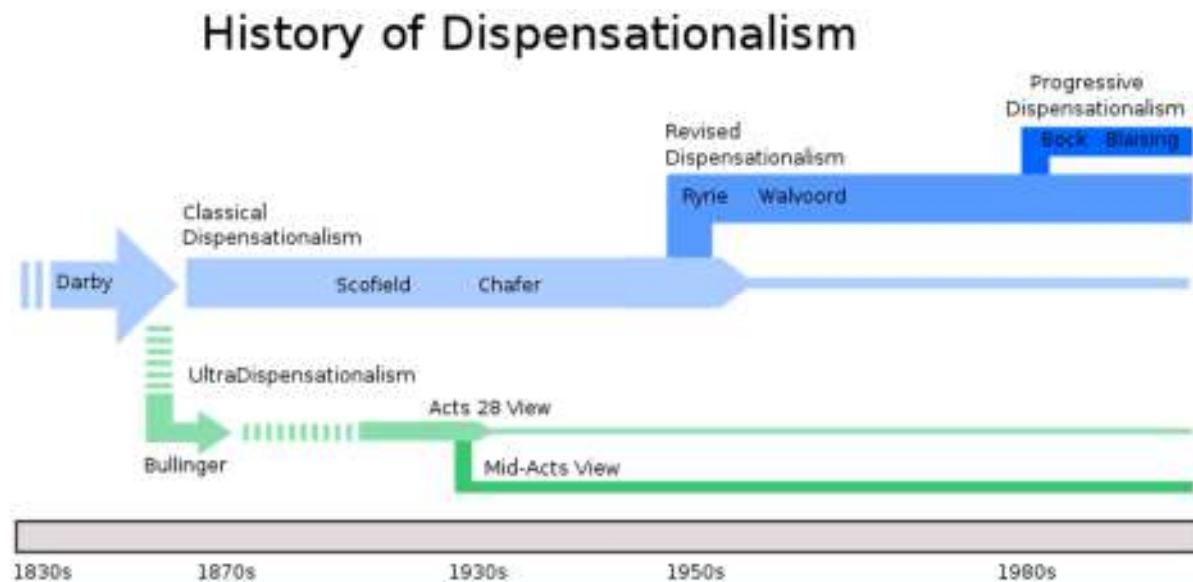 History of Dispensationalism
Progressive
Dispensationalism
Bock Blaising
Revised
Dispensationalism
Ryrie Walvoord
Classical
Dispensationalism
Darby
Scofield Chafer
UltraDispensationalism
Acts 28 View
Bullinger
Mid-Acts View
1830s 1870s 1930s 1950s 1980s